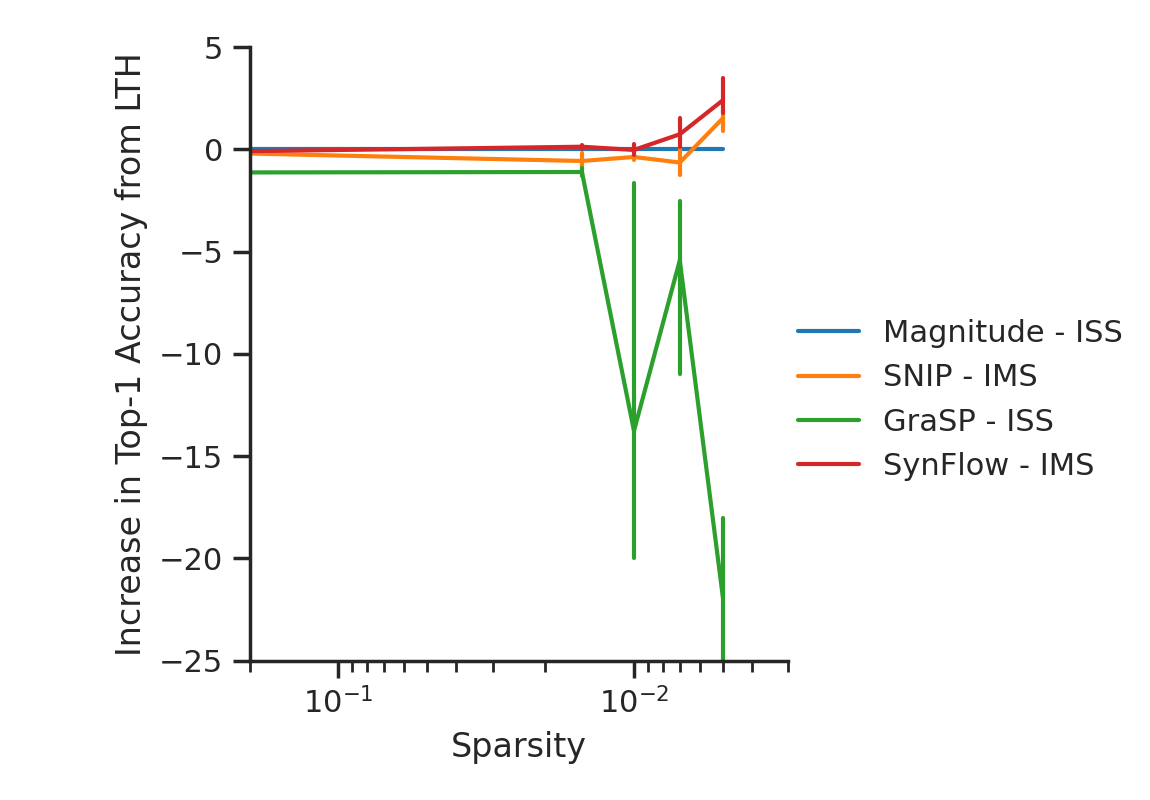 Increase in Top-1 Accuracy from LTH
5
0
−5
−10
−15
−20
−25
10⁻¹
10⁻²
Sparsity
Magnitude - ISS
SNIP - IMS
GraSP - ISS
SynFlow - IMS